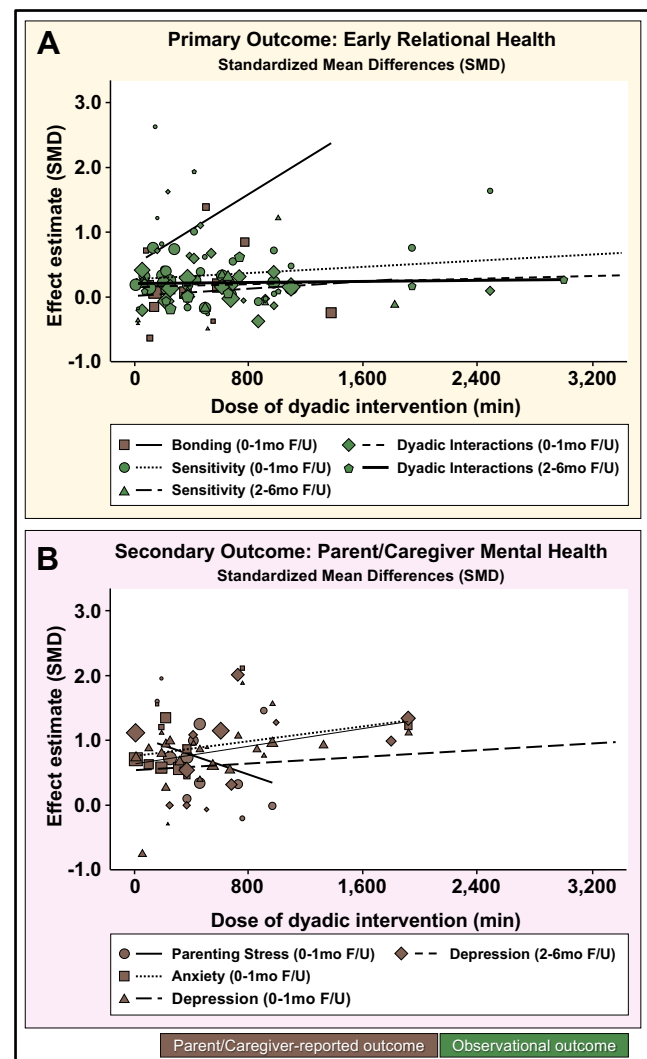 A
Primary Outcome: Early Relational Health
Standardized Mean Differences (SMD)
Effect estimate (SMD)
3.0
2.0
1.0
0.0
-1.0
0 800 1,600 2,400 3,200
Dose of dyadic intervention (min)
Bonding (0-1mo F/U) Dyadic Interactions (0-1mo F/U)
Sensitivity (0-1mo F/U) Dyadic Interactions (2-6mo F/U)
Sensitivity (2-6mo F/U)
B
Secondary Outcome: Parent/Caregiver Mental Health
Standardized Mean Differences (SMD)
Effect estimate (SMD)
3.0
2.0
1.0
0.0
-1.0
0 800 1,600 2,400 3,200
Dose of dyadic intervention (min)
Parenting Stress (0-1mo F/U) Depression (2-6mo F/U)
Anxiety (0-1mo F/U)
Depression (0-1mo F/U)
Parent/Caregiver-reported outcome Observational outcome